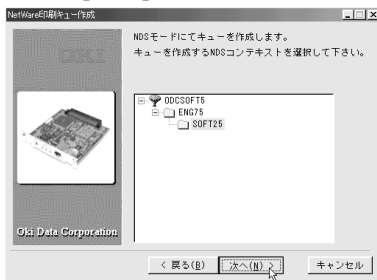 NetWare印刷キュー作成
OKI
NDSモードにてキューを作成します。
キューを作成するNDSコンテキストを選択して下さい。
ODCSOFT5
ENG75
SOFT25
Oki Data Corporation
< 戻る(B)
次へ(N) >
キャンセル